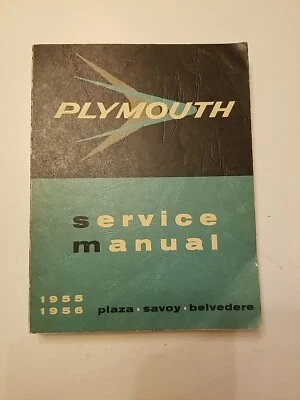 PLYMOUTH
service
manual
1955
1956 plaza • savoy • belvedere